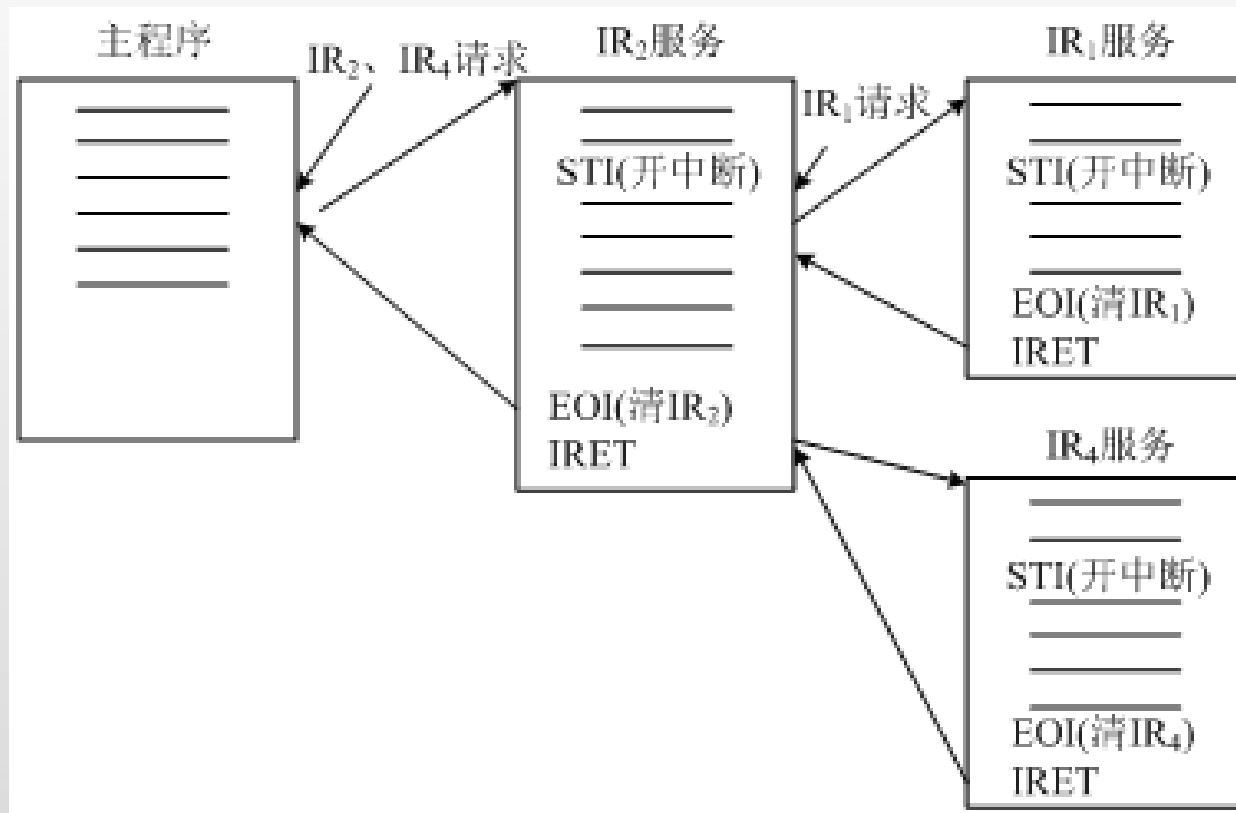 主程序
IR₂、IR₄请求
IR₂服务
STI(开中断)
EOI(清IR₂)
IRET
IR₁请求
IR₁服务
STI(开中断)
EOI(清IR₁)
IRET
IR₄服务
STI(开中断)
EOI(清IR₄)
IRET